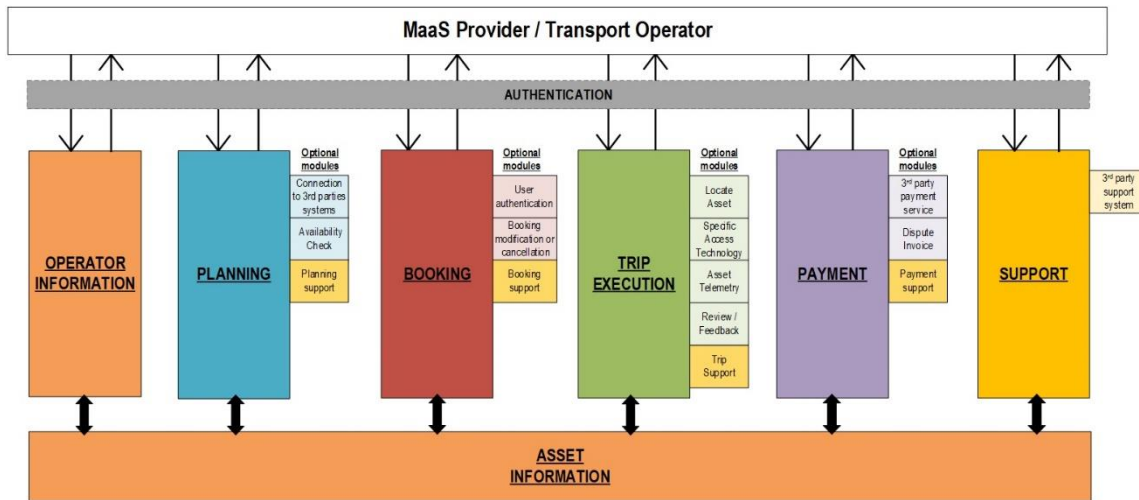 MaaS Provider / Transport Operator
AUTHENTICATION
OPERATOR
INFORMATION
PLANNING
Optional
modules
Connection
to 3rd parties
systems
Availability
Check
Planning
support
BOOKING
Optional
modules
User
authentication
Booking
modification or
cancellation
Booking
support
TRIP
EXECUTION
Optional
modules
Locate
Asset
Specific
Access
Technology
Asset
Telemetry
Review /
Feedback
Trip
Support
PAYMENT
Optional
modules
3rd party
payment
service
Dispute
Invoice
Payment
support
SUPPORT
3rd party
support
system
ASSET
INFORMATION